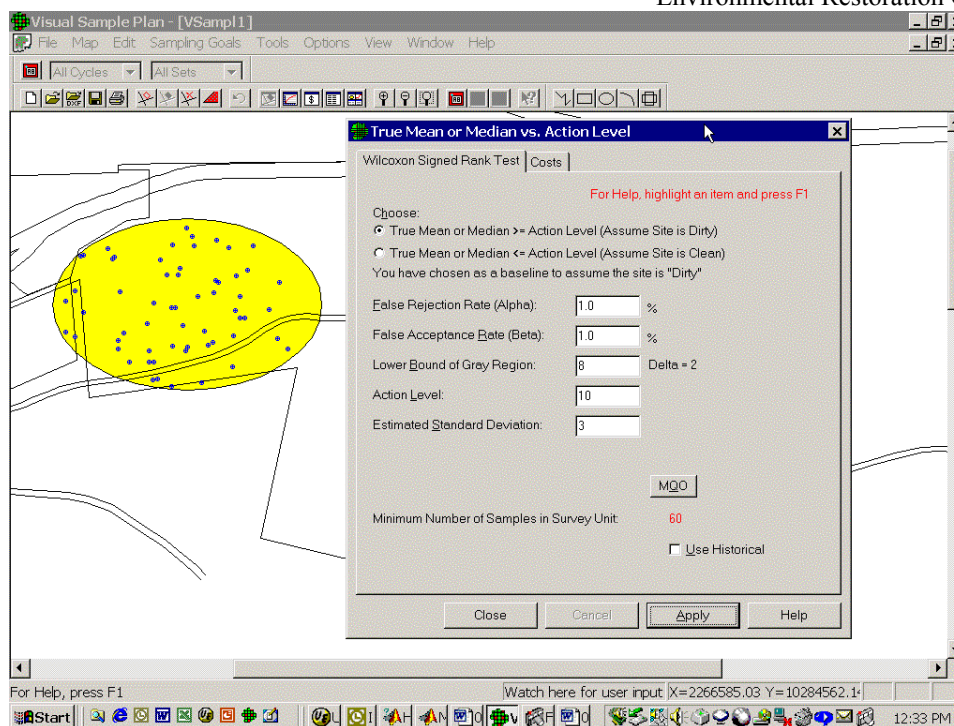 Environmental Restoration
Visual Sample Plan - [VSampl1]
File Map Edit Sampling Goals Tools Options View Window Help
All Cycles All Sets
True Mean or Median vs. Action Level
Wilcoxon Signed Rank Test Costs
For Help, highlight an item and press F1
Choose:
True Mean or Median >= Action Level (Assume Site is Dirty)
True Mean or Median <= Action Level (Assume Site is Clean)
You have chosen as a baseline to assume the site is "Dirty"
False Rejection Rate (Alpha): 1.0 %
False Acceptance Rate (Beta): 1.0 %
Lower Bound of Gray Region: 8 Delta = 2
Action Level: 10
Estimated Standard Deviation: 3
MQO
Minimum Number of Samples in Survey Unit: 60
Use Historical
Close Cancel Apply Help
For Help, press F1 Watch here for user input X=2266585.03 Y=10284562.1
Start 12:33 PM